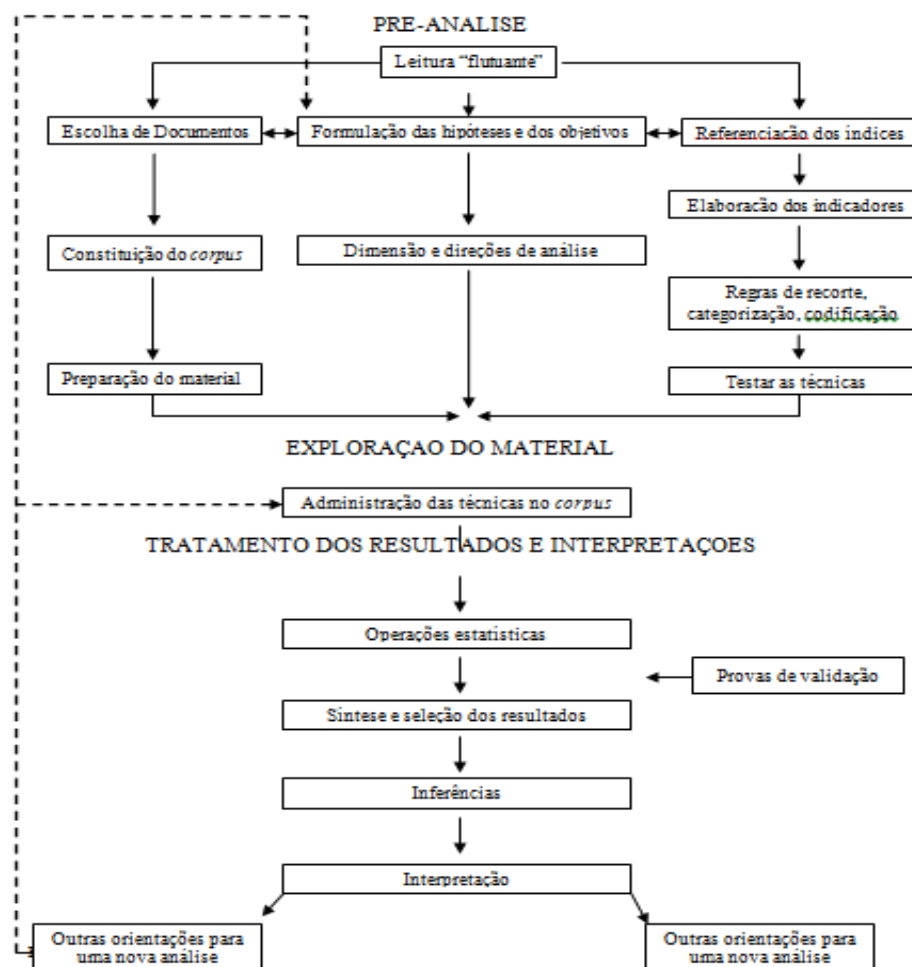 PRE-ANALISE
Leitura “flutuante”
Escolha de Documentos
Formulação das hipóteses e dos objetivos
Referenciação dos índices
Elaboração dos indicadores
Constituição do corpus
Dimensão e direções de análise
Regras de recorte,
categorização, codificação
Preparação do material
Testar as técnicas
EXPLORAÇAO DO MATERIAL
Administração das técnicas no corpus
TRATAMENTO DOS RESULTADOS E INTERPRETAÇOES
Operações estatísticas
Provas de validação
Síntese e seleção dos resultados
Inferências
Interpretação
Outras orientações para
uma nova análise
Outras orientações para
uma nova análise